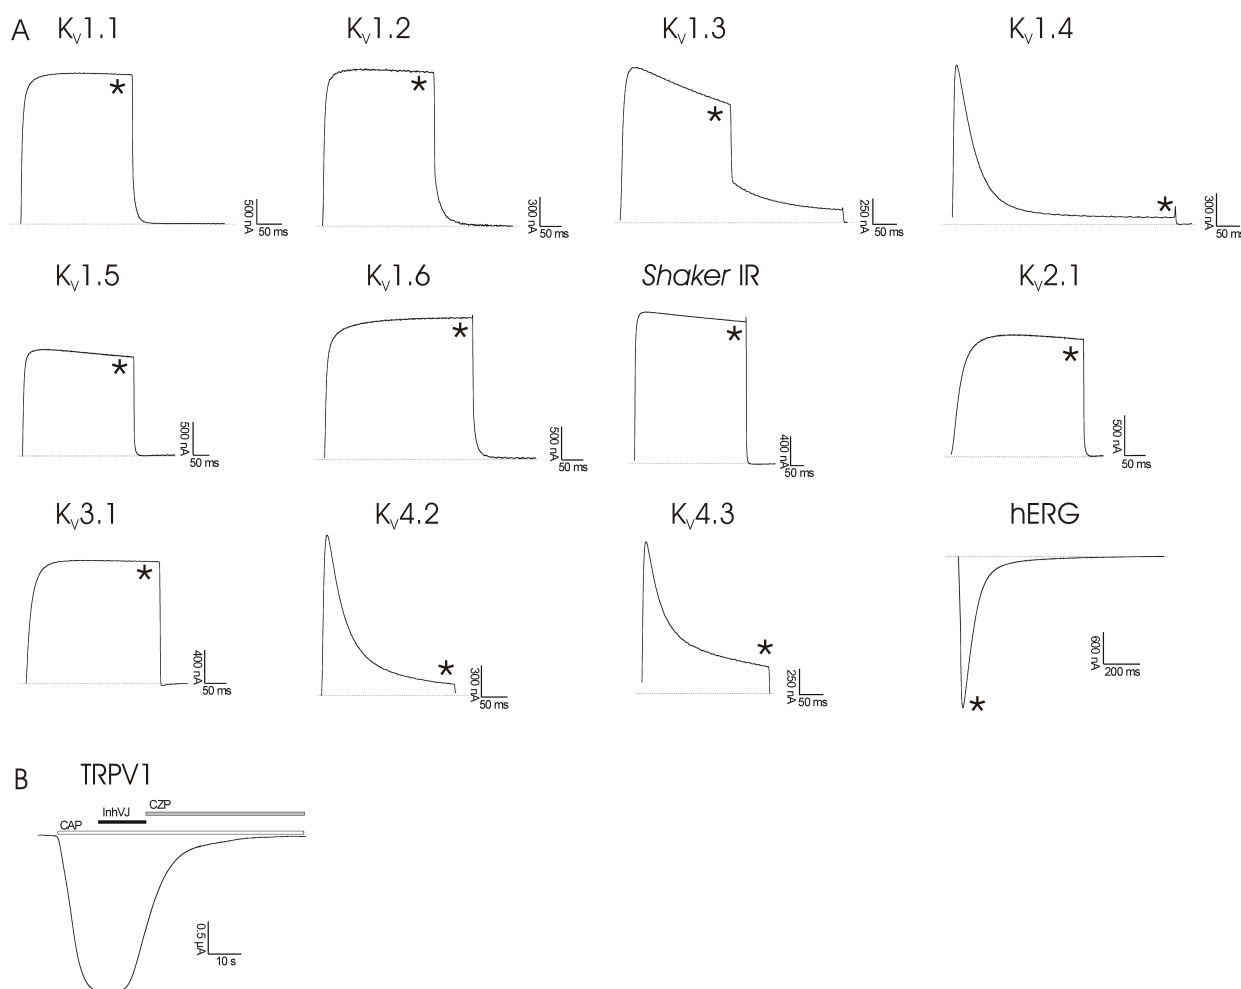 A
Kv1.1
Kv1.2
Kv1.3
Kv1.4
*
*
*
*
500 nA
50 ms
300 nA
50 ms
250 nA
50 ms
300 nA
50 m
Kv1.5
Kv1.6
Shaker IR
Kv2.1
*
*
*
*
500 nA
50 ms
500 nA
50 ms
400 nA
50 ms
500 nA
50 ms
Kv3.1
Kv4.2
Kv4.3
hERG
*
*
*
*
400 nA
50 ms
300 nA
50 ms
250 nA
50 ms
600 nA
200 ms
B
TRPV1
CZP
InhVJ
CAP
0.5 µA
10 s